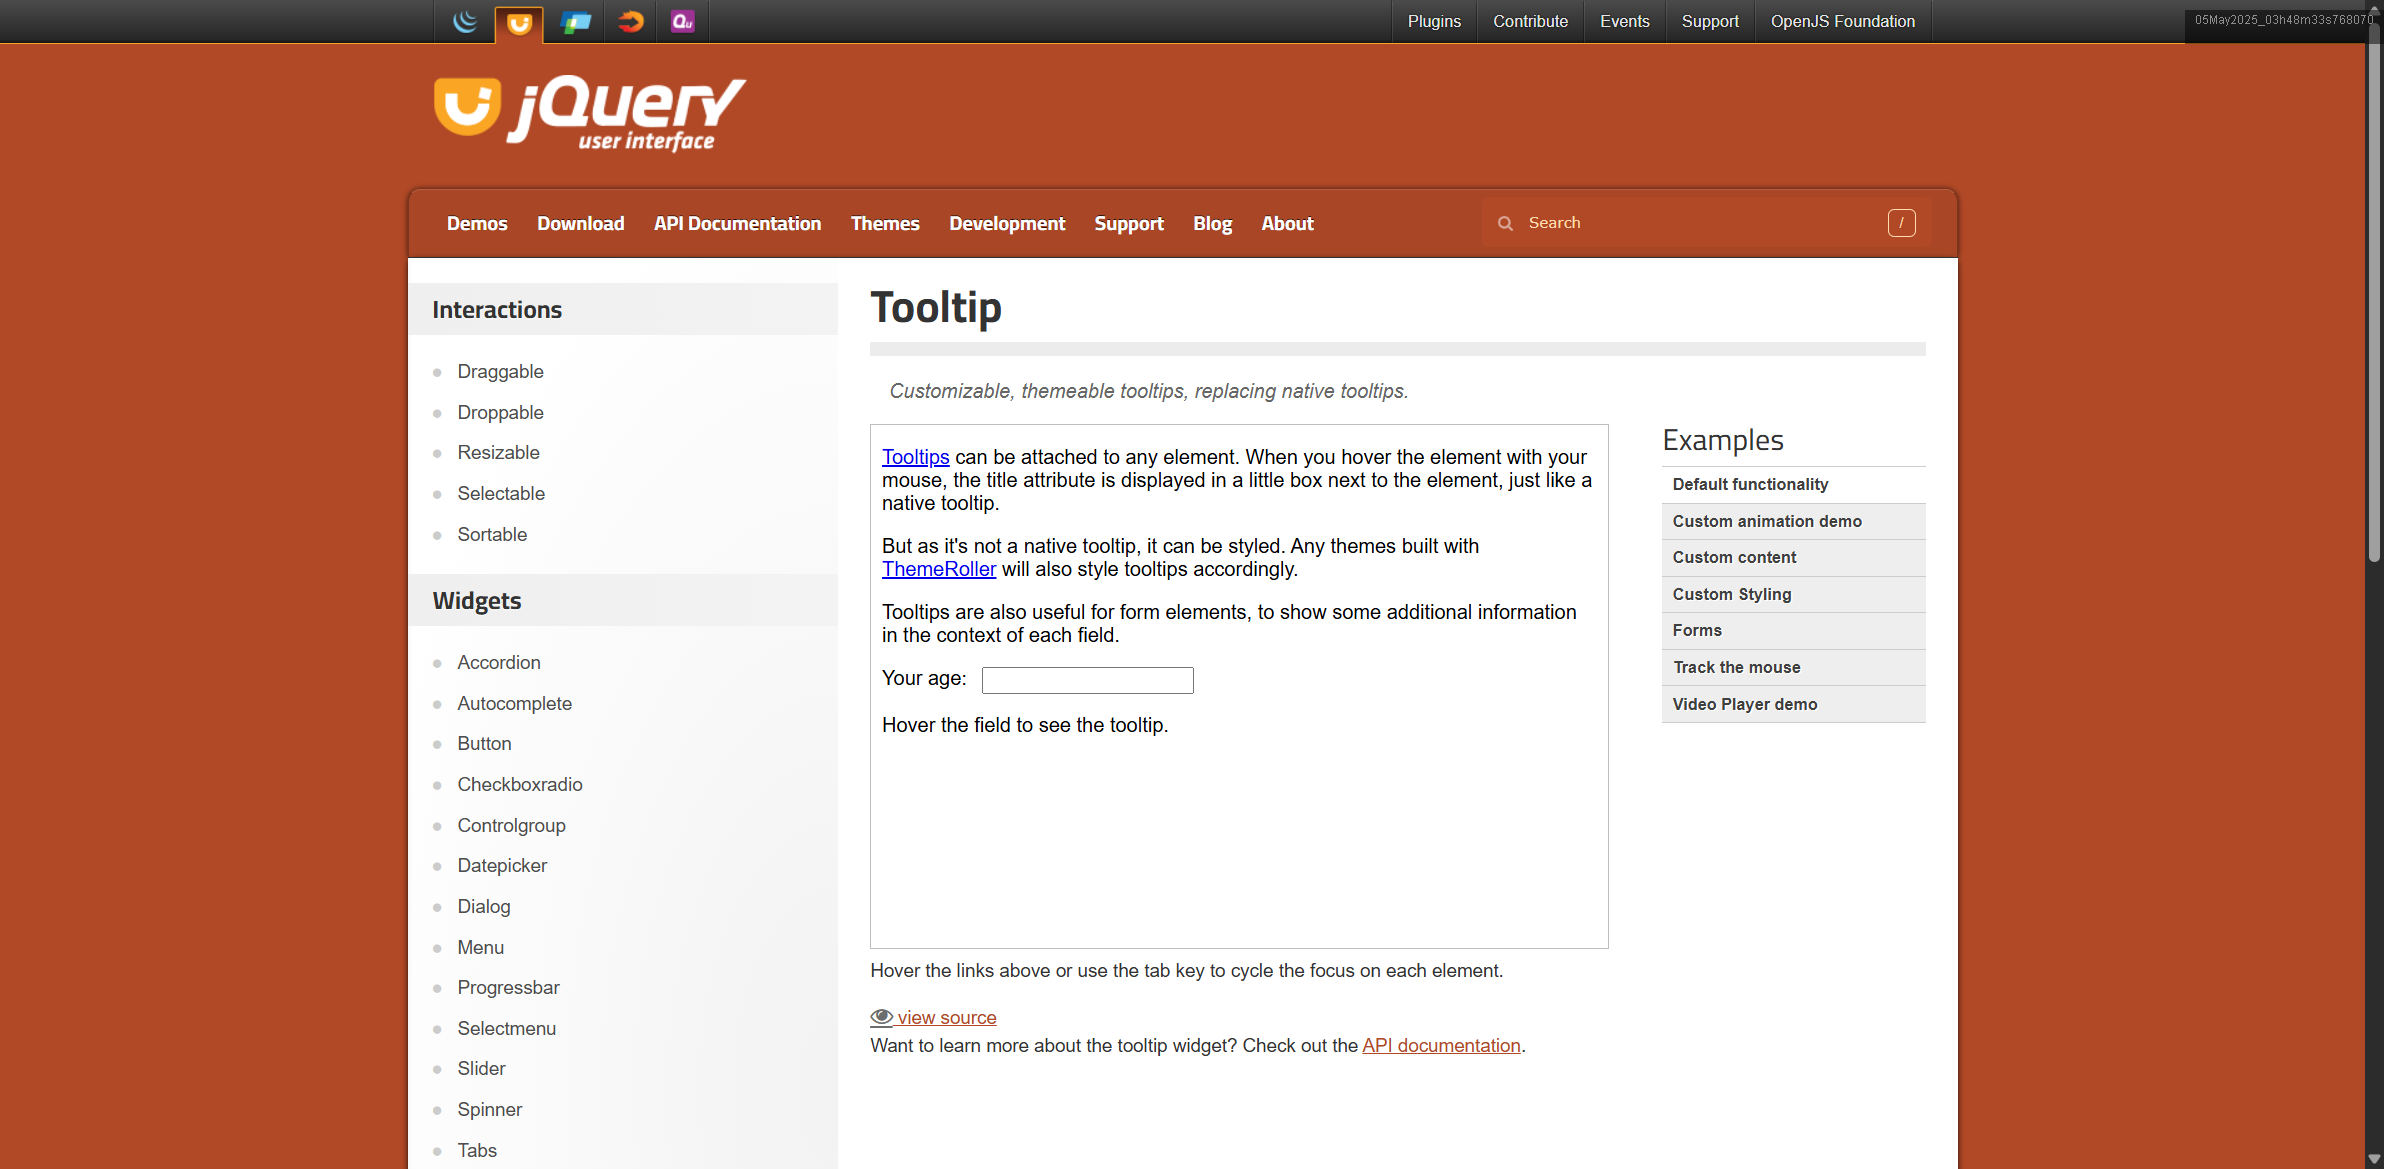 Plugins Contribute Events Support OpenJS Foundation
05May2025_03h48m33s768070
jQuery
user interface
Demos Download API Documentation Themes Development Support Blog About Search /
Interactions
Draggable
Droppable
Resizable
Selectable
Sortable
Widgets
Accordion
Autocomplete
Button
Checkboxradio
Controlgroup
Datepicker
Dialog
Menu
Progressbar
Selectmenu
Slider
Spinner
Tabs
Tooltip
Customizable, themeable tooltips, replacing native tooltips.
Tooltips can be attached to any element. When you hover the element with your
mouse, the title attribute is displayed in a little box next to the element, just like a
native tooltip.
But as it's not a native tooltip, it can be styled. Any themes built with
ThemeRoller will also style tooltips accordingly.
Tooltips are also useful for form elements, to show some additional information
in the context of each field.
Your age:
Hover the field to see the tooltip.
Hover the links above or use the tab key to cycle the focus on each element.
view source
Want to learn more about the tooltip widget? Check out the API documentation.
Examples
Default functionality
Custom animation demo
Custom content
Custom Styling
Forms
Track the mouse
Video Player demo